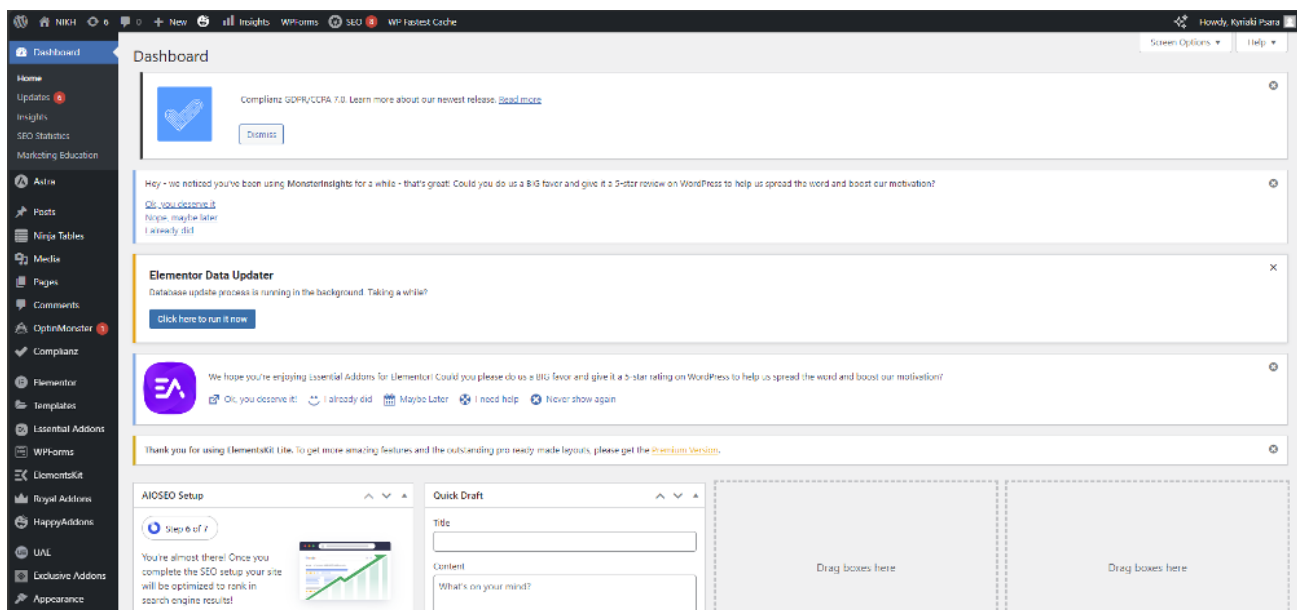 NIKH 6 0 + New Insights WPForms SEO 8 WP Fastest Cache Howdy, Kyriaki Psara
Screen Options Help
Dashboard
Home
Updates 6
Insights
SEO Statistics
Marketing Education
Astra
Posts
Ninja Tables
Media
Pages
Comments
OptinMonster
Complianz
Elementor
Templates
Essential Addons
WPForms
ElementsKit
Royal Addons
HappyAddons
UAE
Exclusive Addons
Appearance
Dashboard
Complianz GDPR/CCPA 7.0. Learn more about our newest release. Read more
Dismiss
Hey - we noticed you've been using MonsterInsights for a while - that's great! Could you do us a BIG favor and give it a 5-star review on WordPress to help us spread the word and boost our motivation?
Ok, you deserve it
Nope, maybe later
I already did
Elementor Data Updater
Database update process is running in the background. Taking a while?
Click here to run it now
EA
We hope you're enjoying Essential Addons for Elementor! Could you please do us a BIG favor and give it a 5-star rating on WordPress to help us spread the word and boost our motivation?
Ok, you deserve it! I already did Maybe Later I need help Never show again
Thank you for using ElementsKit Lite. To get more amazing features and the outstanding pro ready-made layouts, please get the Premium Version.
AIOSEO Setup
Step 6 of 7
You're almost there! Once you
complete the SEO setup your site
will be optimized to rank in
search engine results!
Quick Draft
Title
Content
What's on your mind?
Drag boxes here
Drag boxes here